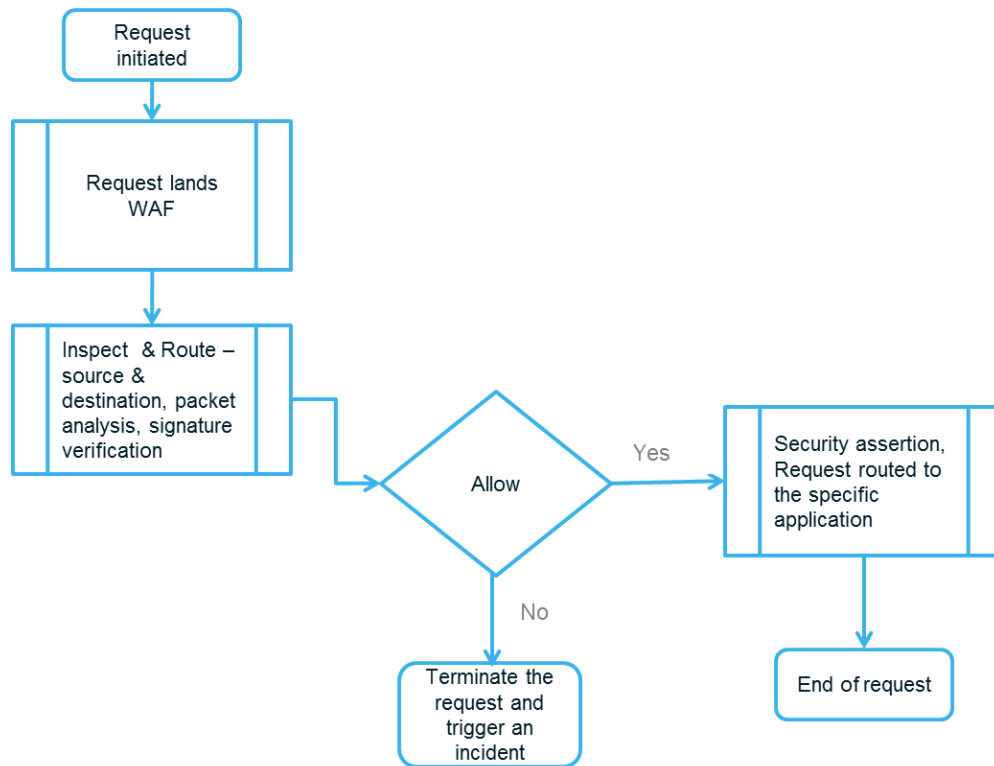 Request
initiated
Request lands
WAF
Inspect & Route –
source &
destination, packet
analysis, signature
verification
Allow
Yes
No
Security assertion,
Request routed to
the specific
application
Terminate the
request and
trigger an
incident
End of request